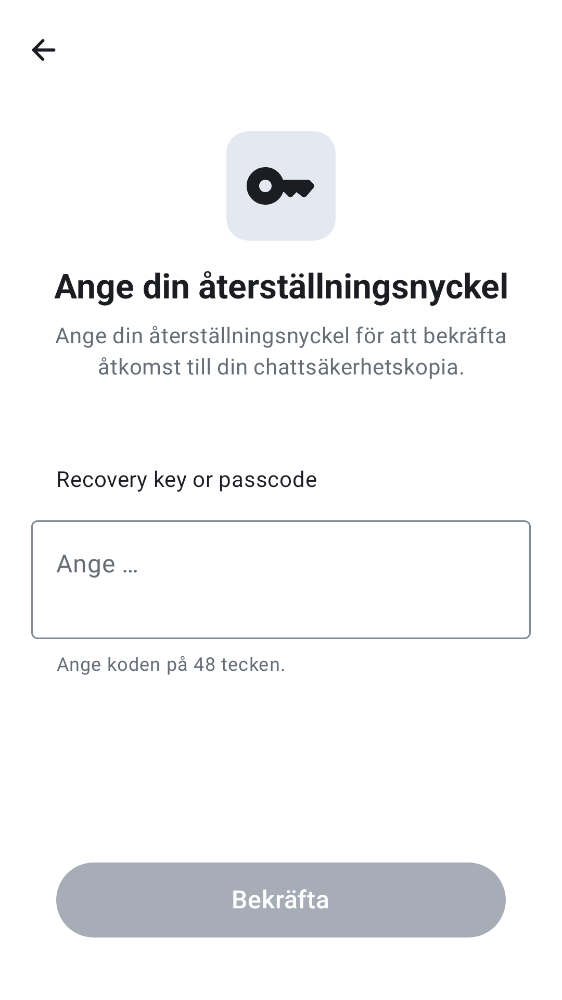 Ange din återställningsnyckel
Ange din återställningsnyckel för att bekräfta
åtkomst till din chattsäkerhetskopia.
Recovery key or passcode
Ange …
Ange koden på 48 tecken.
Bekräfta